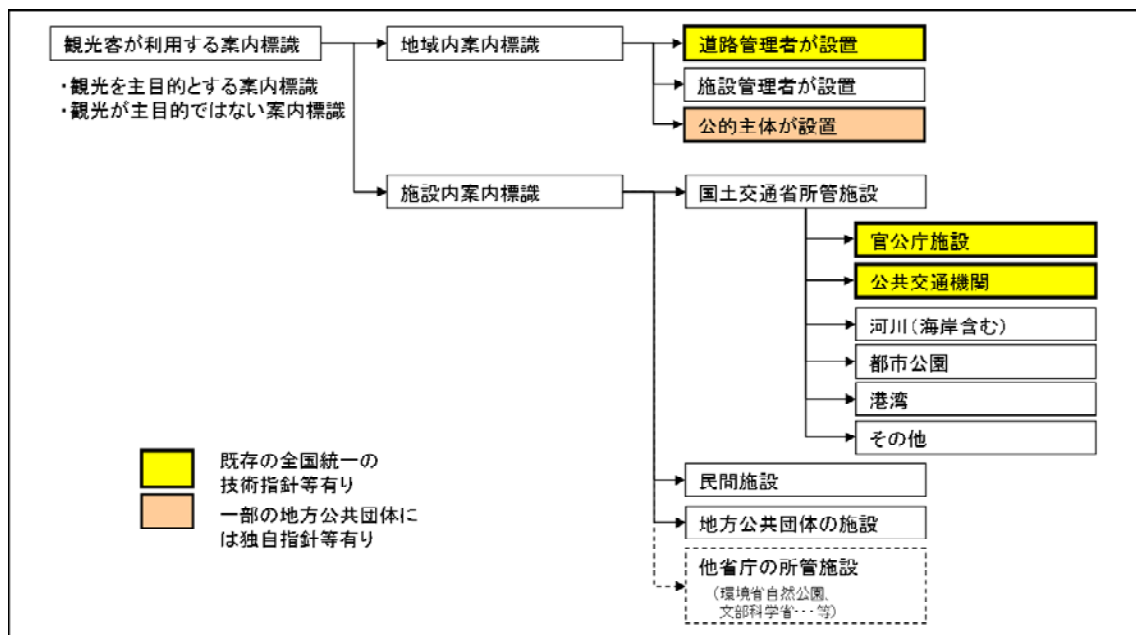 観光客が利用する案内標識
・観光を主目的とする案内標識
・観光が主目的ではない案内標識
地域内案内標識
道路管理者が設置
施設管理者が設置
公的主体が設置
施設内案内標識
国土交通省所管施設
官公庁施設
公共交通機関
河川(海岸含む)
都市公園
港湾
その他
民間施設
地方公共団体の施設
他省庁の所管施設
(環境省自然公園、
文部科学省・・・等)
既存の全国統一の
技術指針等有り
一部の地方公共団体に
は独自指針等有り